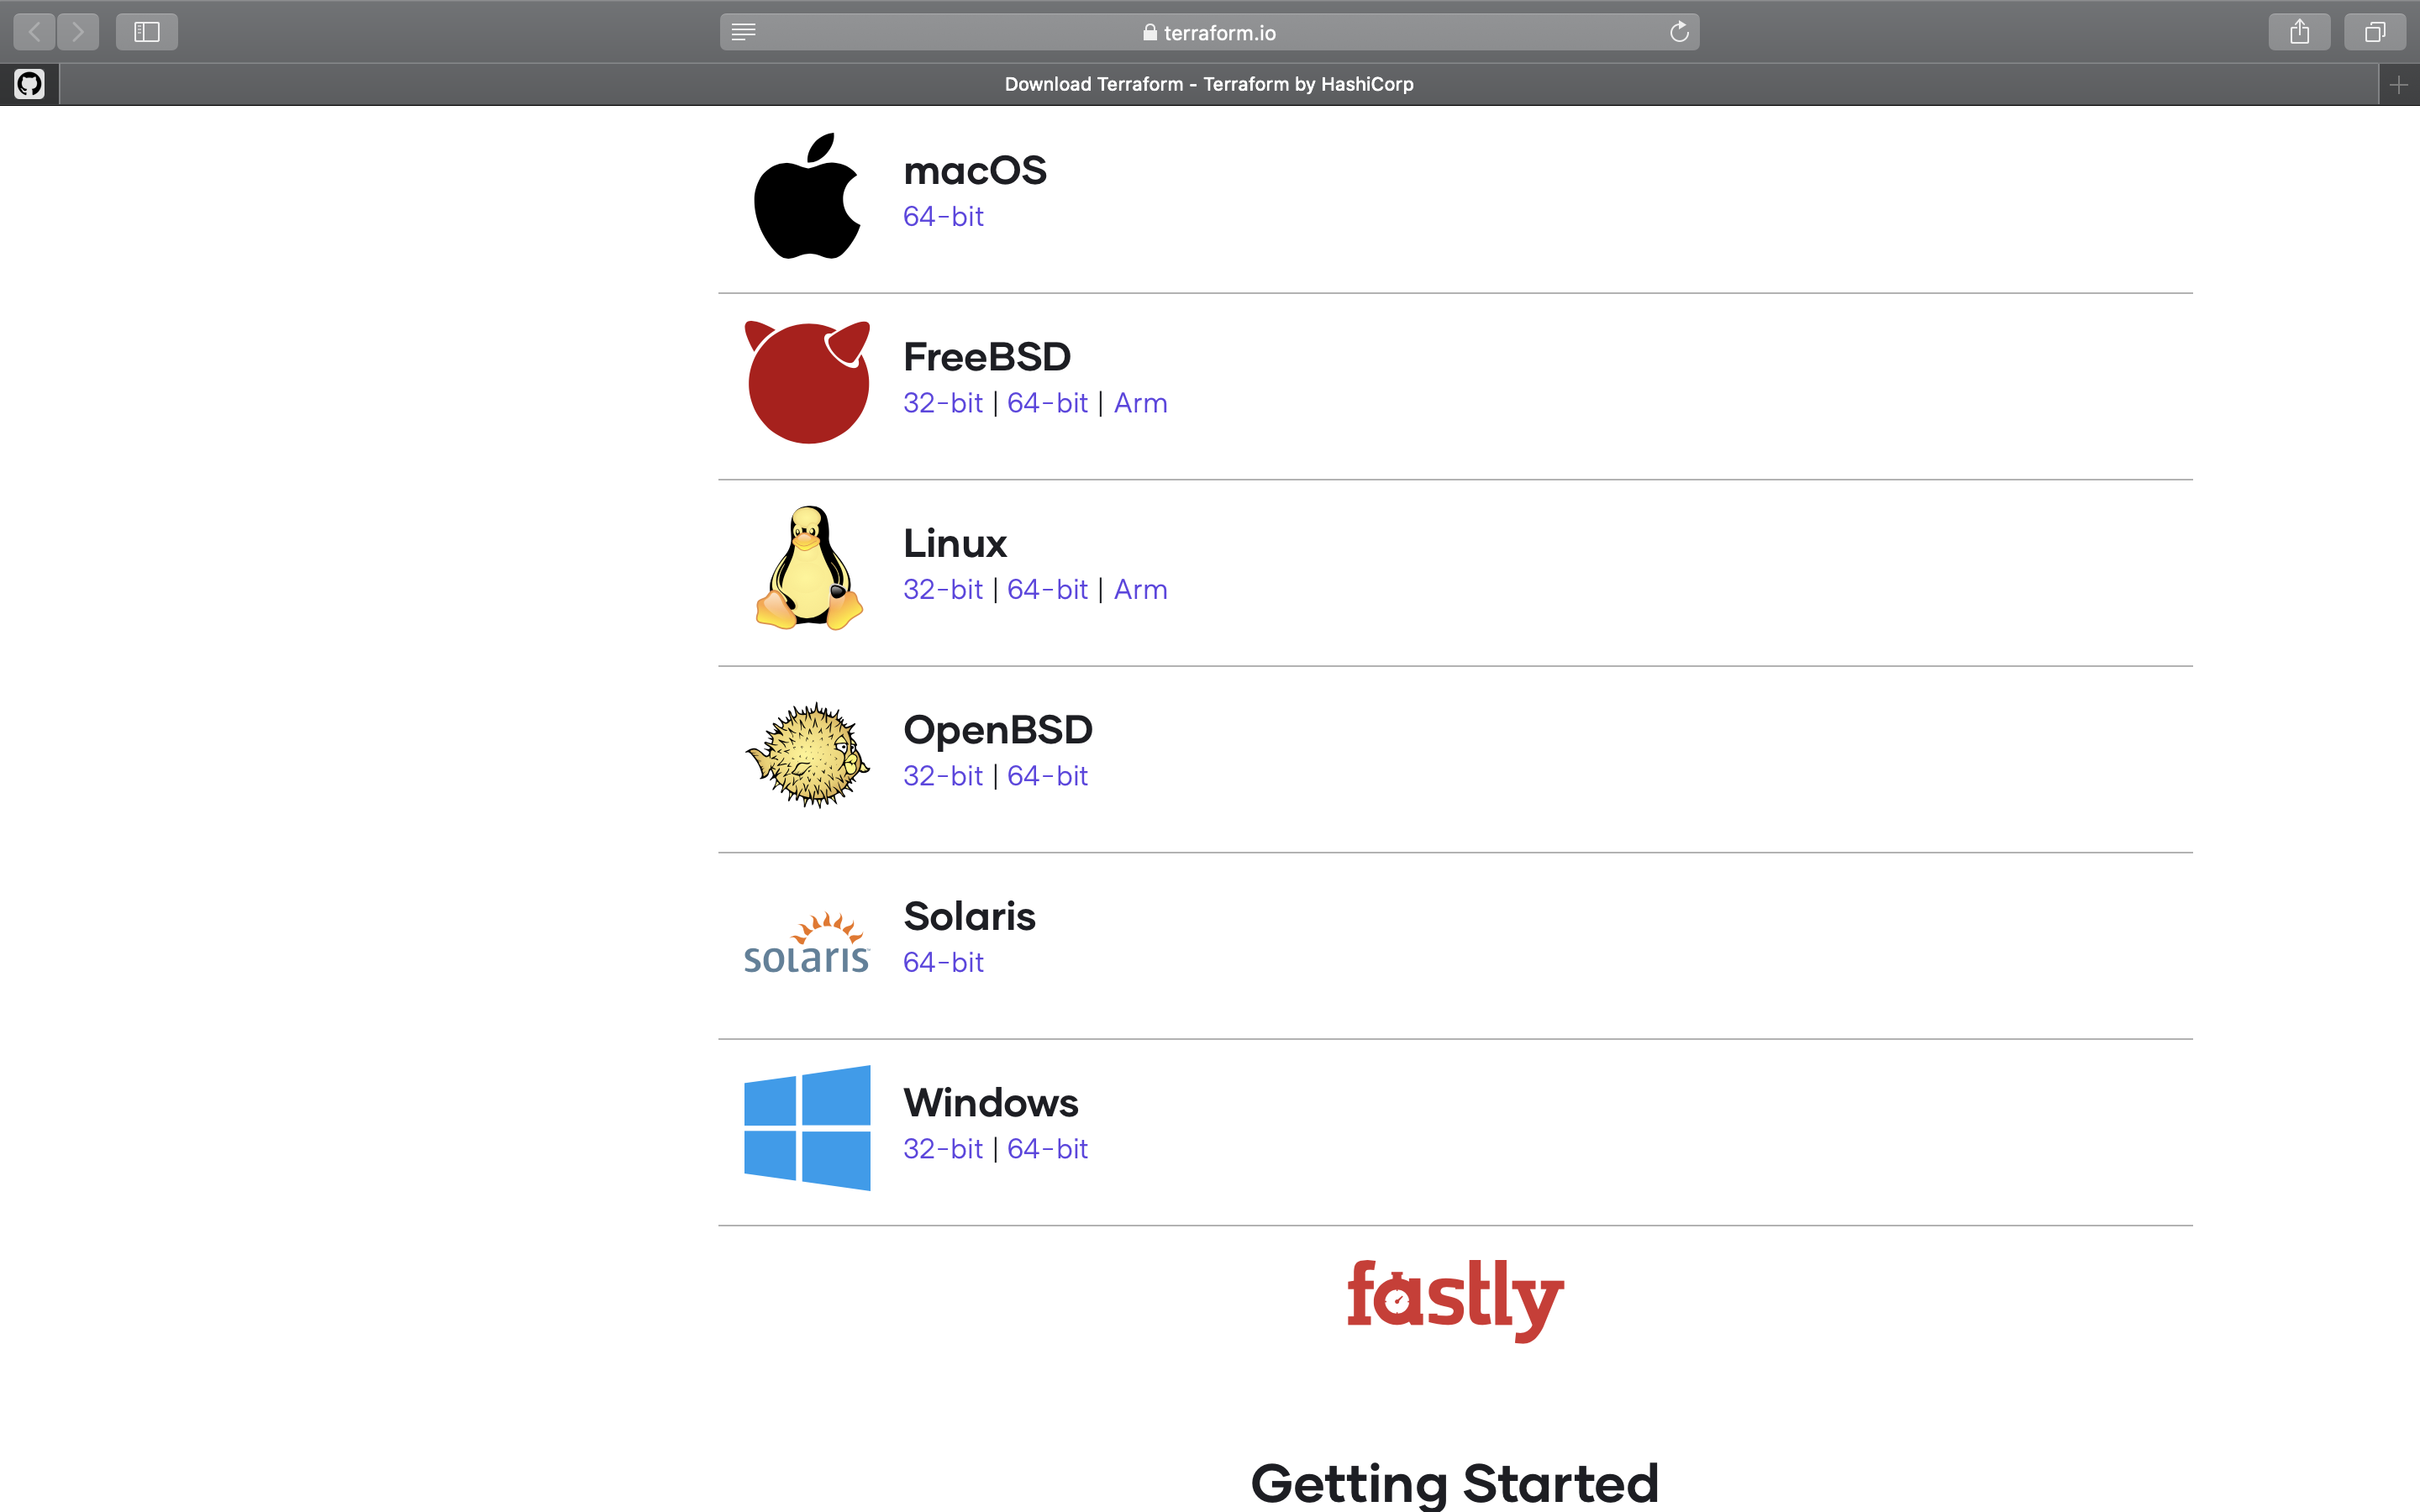 terraform.io
Download Terraform - Terraform by HashiCorp
macOS
64-bit
FreeBSD
32-bit | 64-bit | Arm
Linux
32-bit | 64-bit | Arm
OpenBSD
32-bit | 64-bit
solaris
Solaris
64-bit
Windows
32-bit | 64-bit
fastly
Getting Started